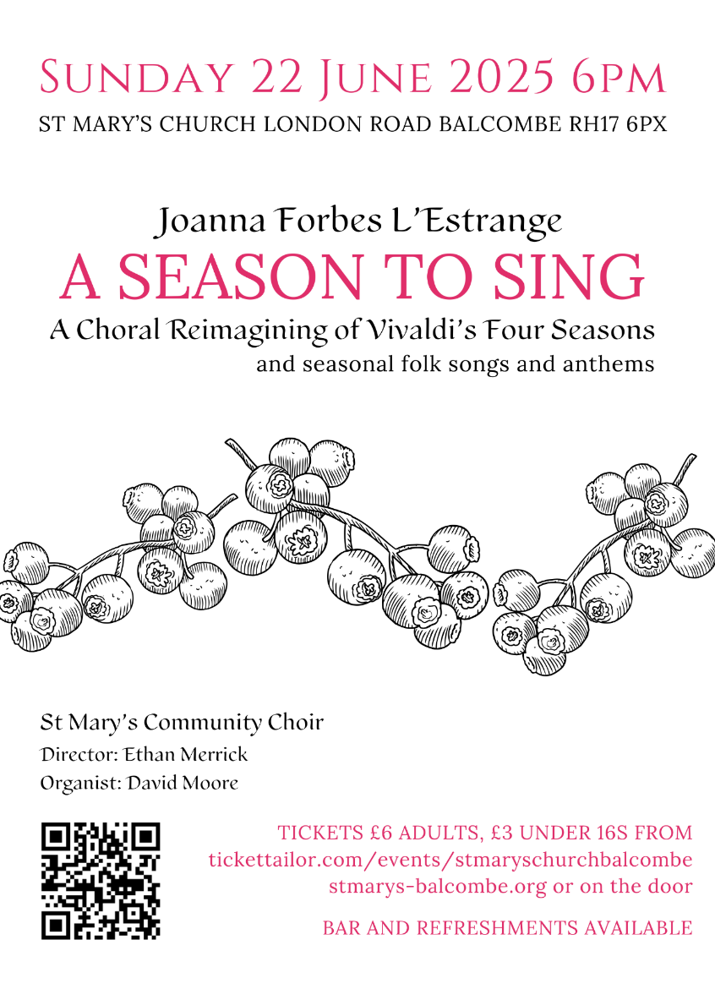 Sunday 22 June 2025 6pm
ST MARY'S CHURCH LONDON ROAD BALCOMBE RH17 6PX
Joanna Forbes L'Estrange
A SEASON TO SING
A Choral Reimagining of Vivaldi's Four Seasons
and seasonal folk songs and anthems
St Mary's Community Choir
Director: Ethan Merrick
Organist: David Moore
TICKETS £6 ADULTS, £3 UNDER 16S FROM
tickettailor.com/events/stmaryschurchbalcombe
stmarys-balcombe.org or on the door
BAR AND REFRESHMENTS AVAILABLE